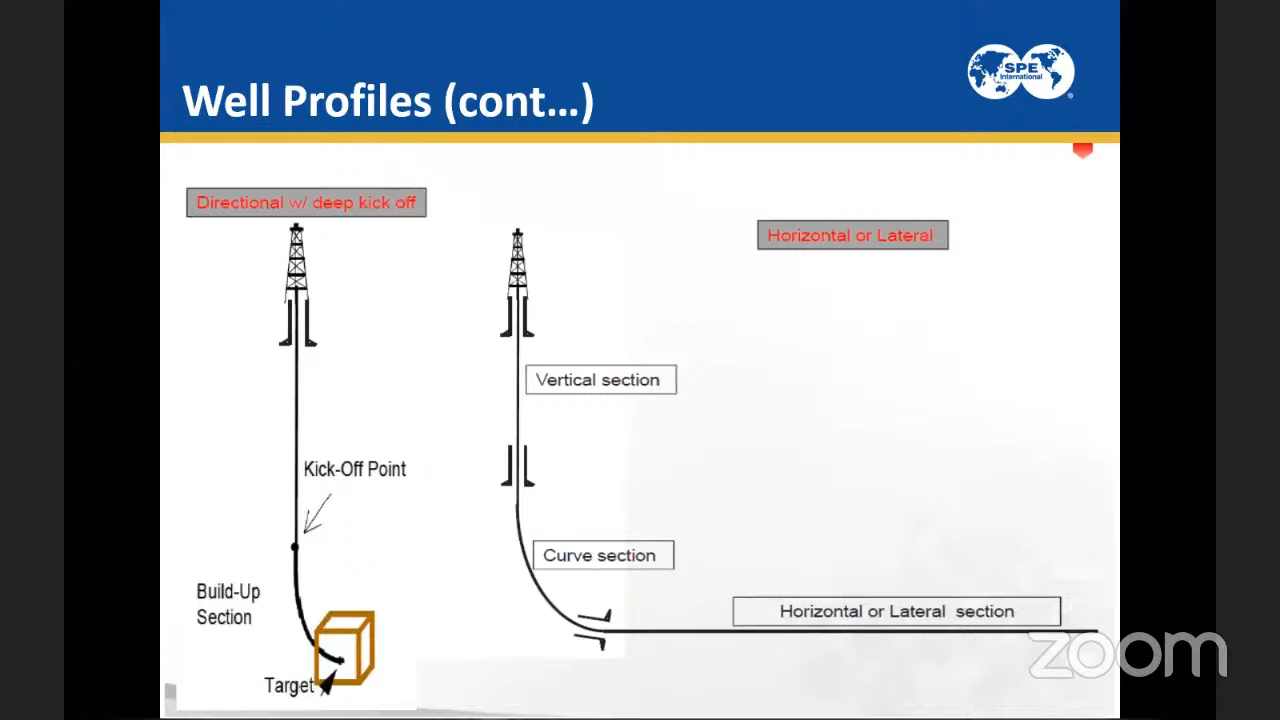 SPE
International
Well Profiles (cont...)
Directional w/ deep kick off
Horizontal or Lateral
Vertical section
Kick-Off Point
Curve section
Build-Up
Section
Horizontal or Lateral section
Target
zoom